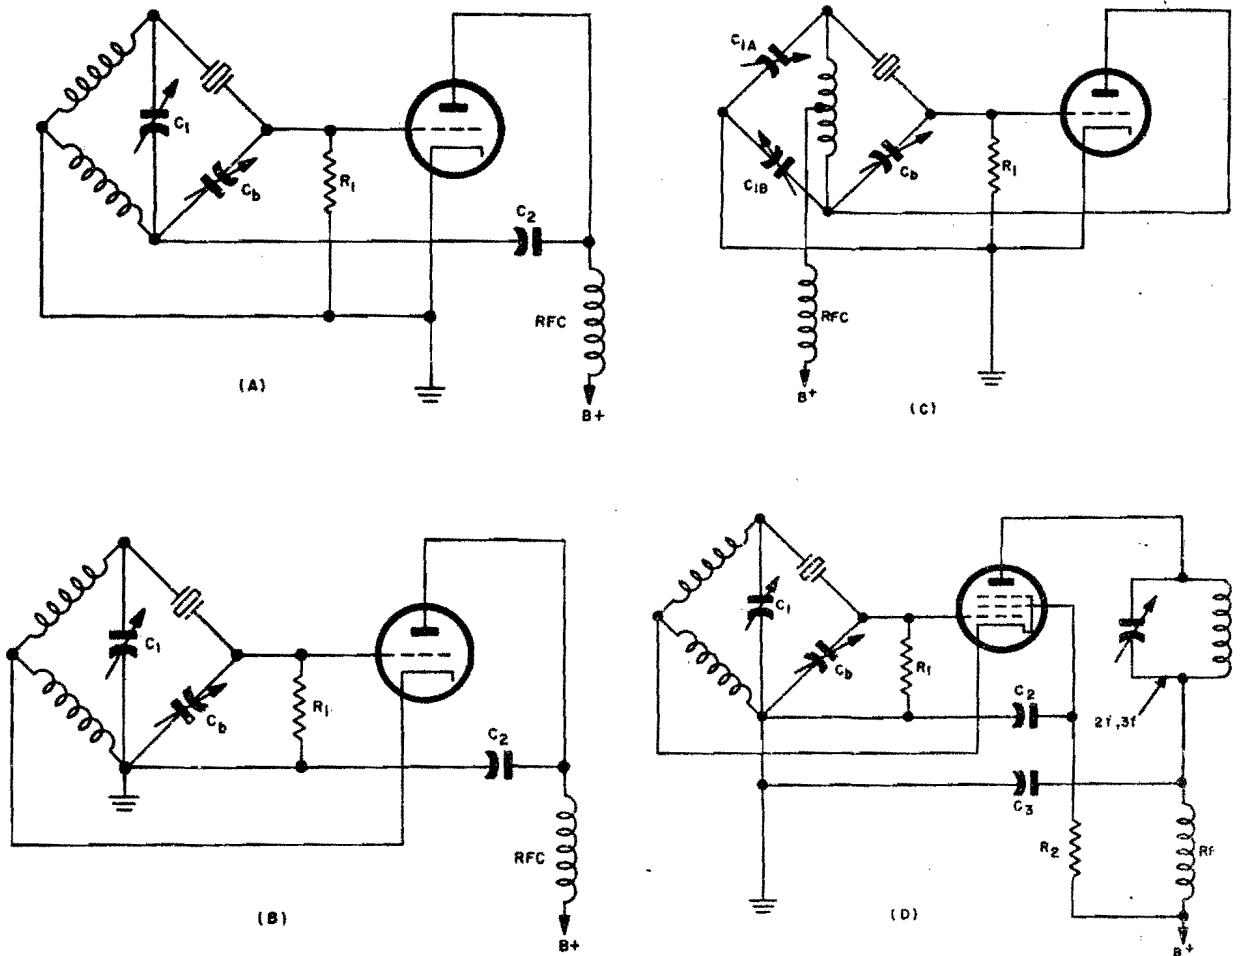 C1
Cb
R1
C2
RFC
B+
(A)
C1A
C1B
Cb
R1
RFC
B+
(C)
C1
Cb
R1
C2
RFC
B+
(B)
C1
Cb
R1
C2
2f, 3f
C3
R2
RF
B+
(D)